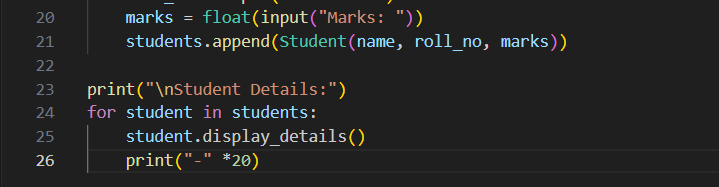 20 marks = float(input("Marks: "))
21 students.append(Student(name, roll_no, marks))
22
23 print("\nStudent Details:")
24 for student in students:
25 student.display_details()
26 print("-" *20)